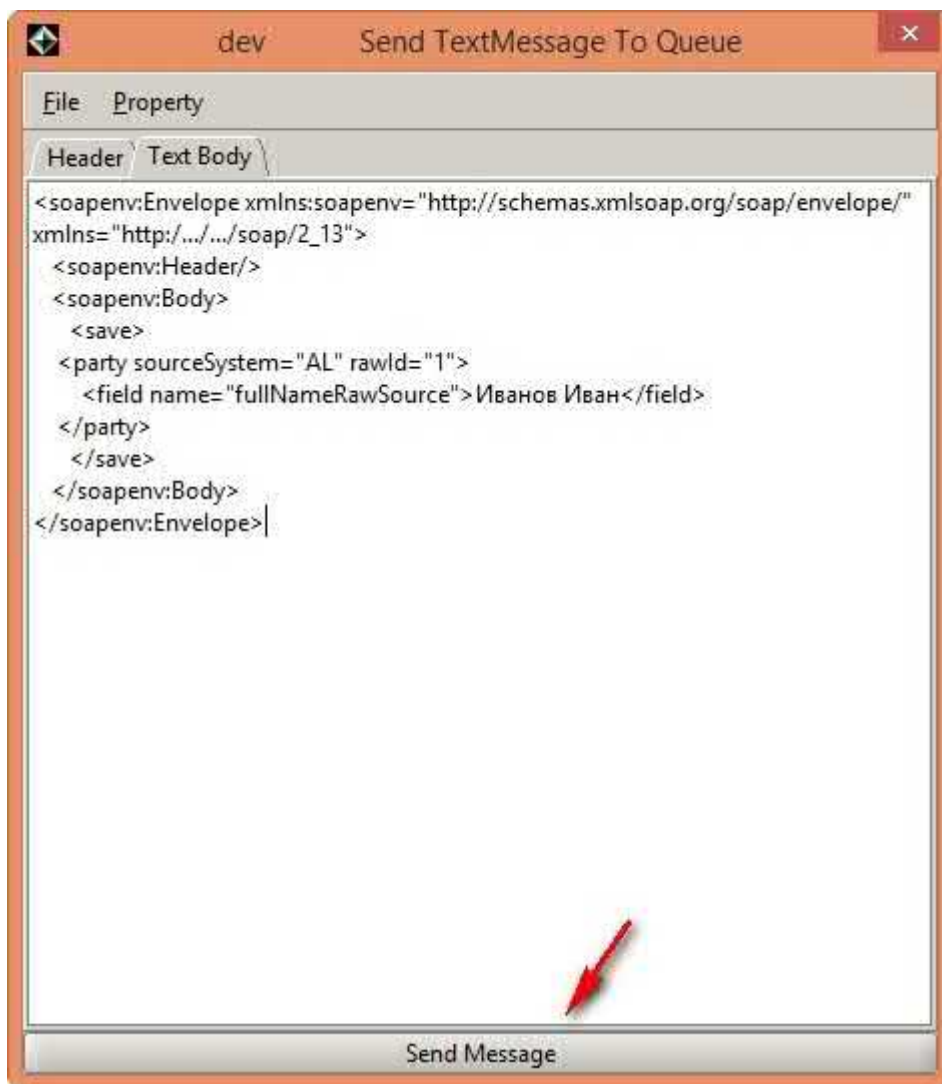 dev Send TextMessage To Queue
File Property
Header Text Body
<soapenv:Envelope xmlns:soapenv="http://schemas.xmlsoap.org/soap/envelope/"
xmlns="http:/.../.../soap/2_13">
<soapenv:Header/>
<soapenv:Body>
<save>
<party sourceSystem="AL" rawId="1">
<field name="fullNameRawSource">Иванов Иван</field>
</party>
</save>
</soapenv:Body>
</soapenv:Envelope>
Send Message